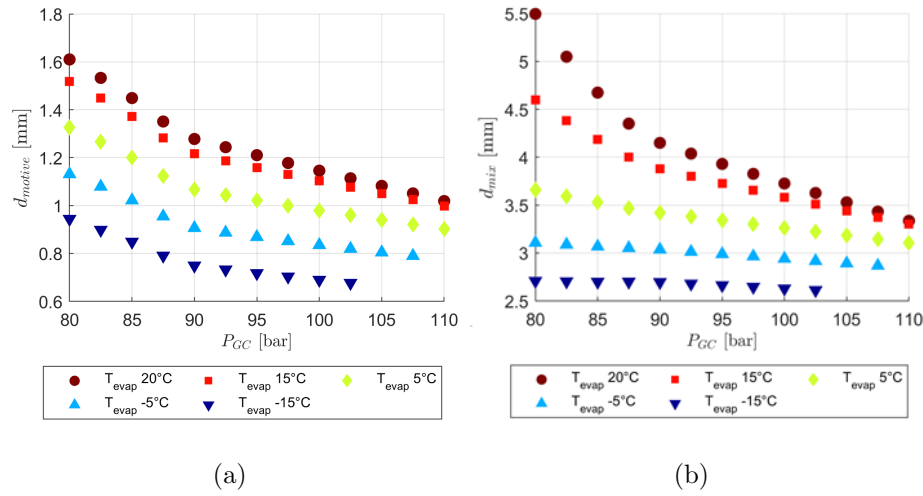 1.8
1.6
1.4
1.2
1
0.8
0.6
d_motive [mm]
80 85 90 95 100 105 110
P_GC [bar]
T_evap 20°C T_evap 15°C T_evap 5°C
T_evap -5°C T_evap -15°C
(a)
5.5
5
4.5
4
3.5
3
2.5
d_mix [mm]
80 85 90 95 100 105 110
P_GC [bar]
T_evap 20°C T_evap 15°C T_evap 5°C
T_evap -5°C T_evap -15°C
(b)